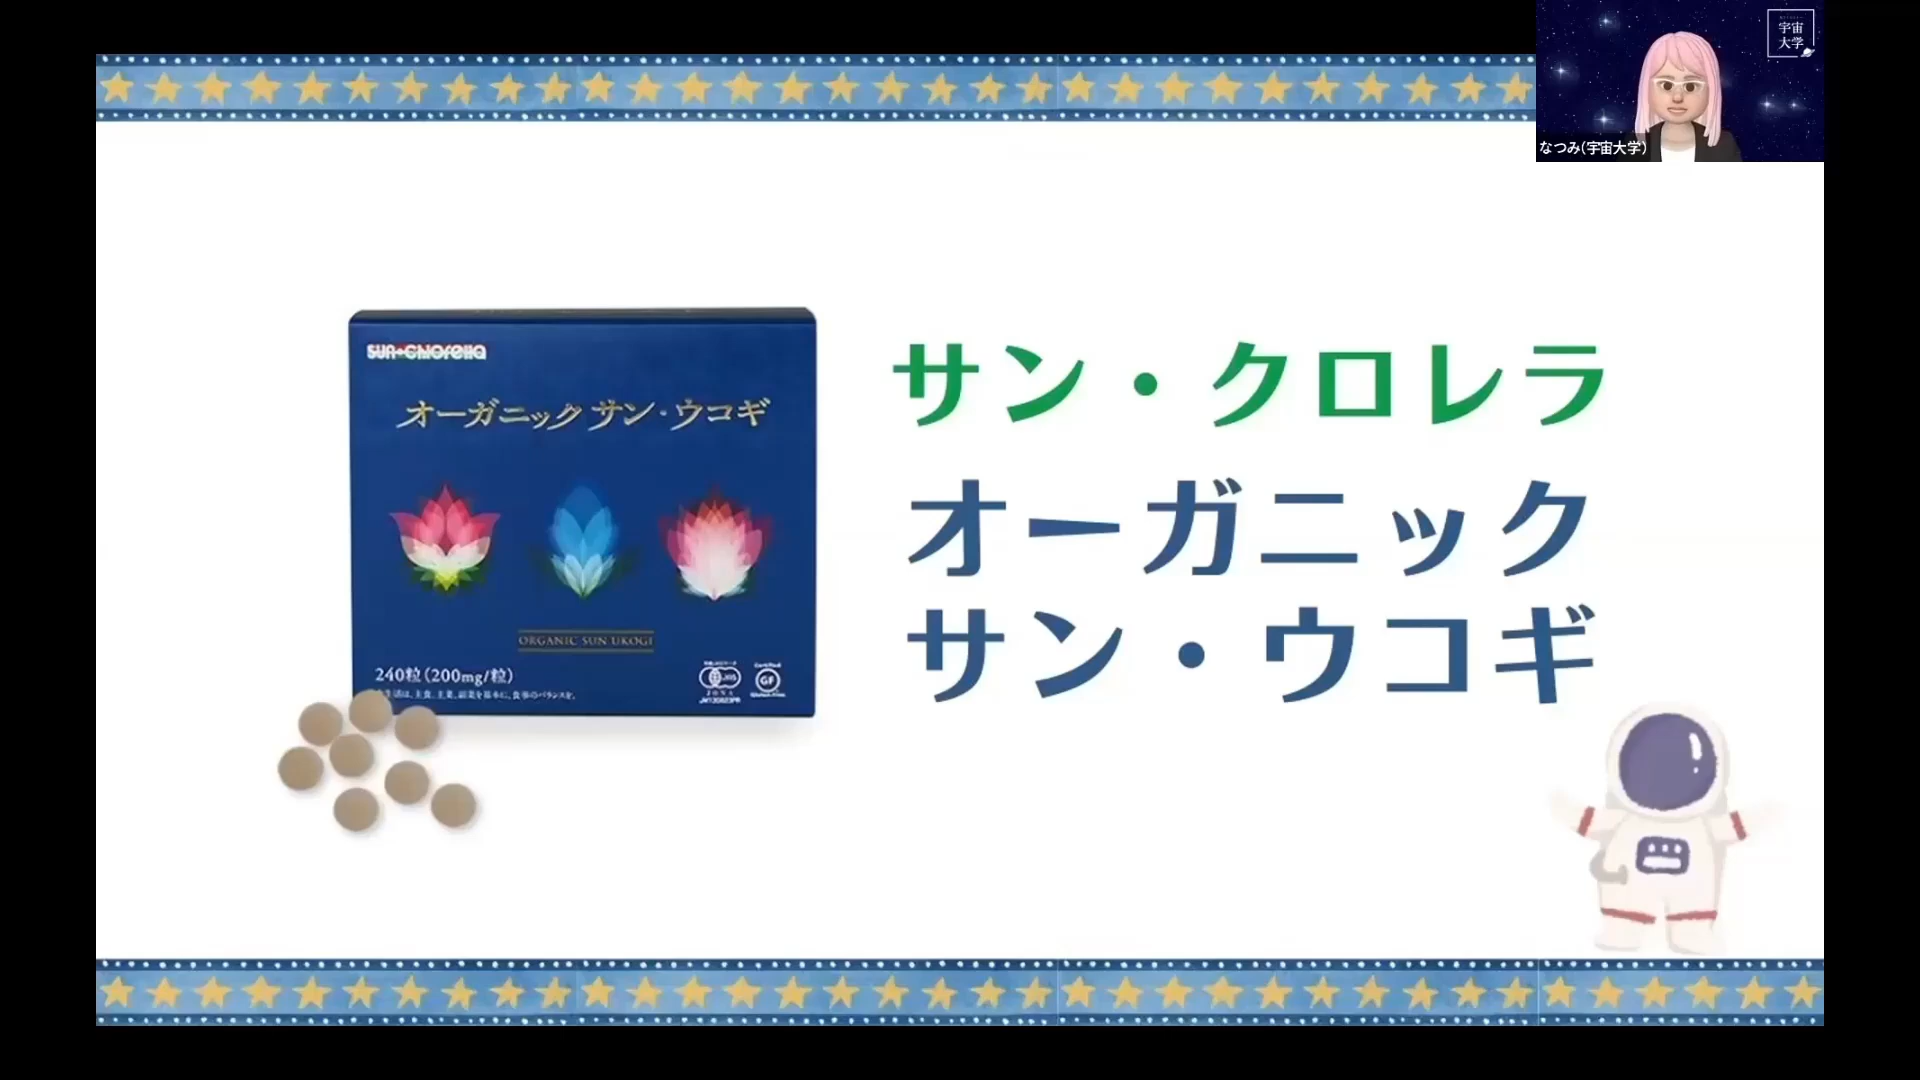 宇宙
大学
なつみ(宇宙大学)
sun・chlorella
オーガニック サン・ウコギ
ORGANIC SUN UKOGI
240粒(200mg/粒)
GF
サン・クロレラ
オーガニック
サン・ウコギ